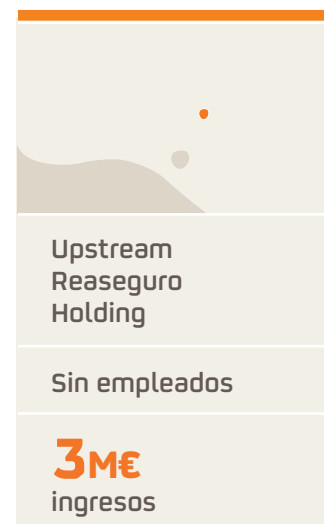 Upstream
Reaseguro
Holding
Sin empleados
3M€
ingresos